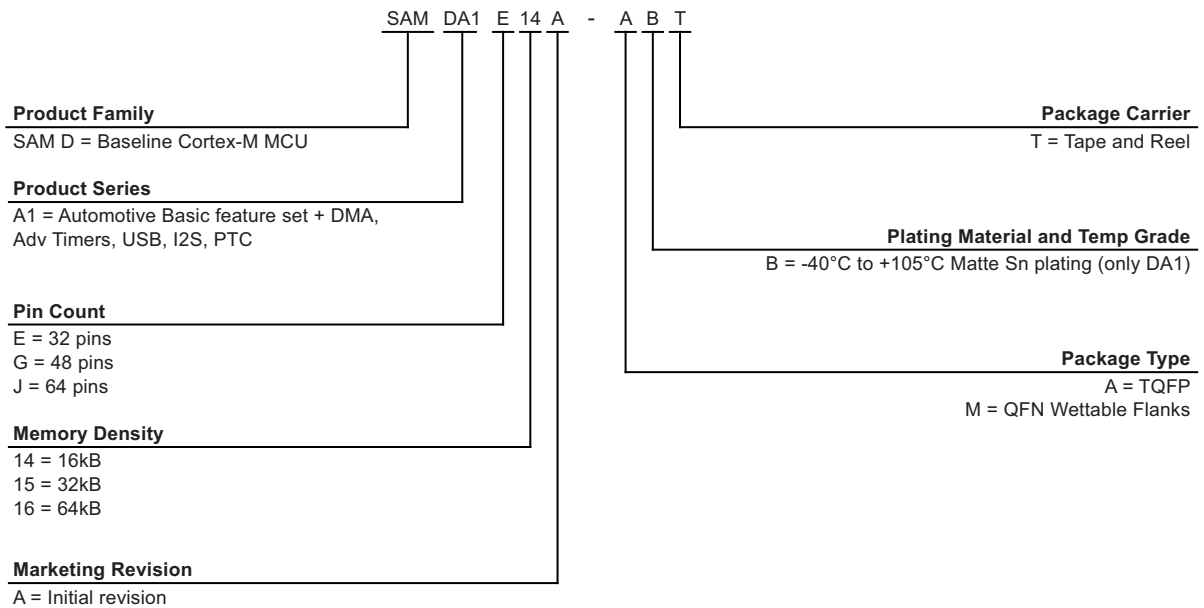 SAM DA1 E 14 A - A B T
Product Family
SAM D = Baseline Cortex-M MCU
Product Series
A1 = Automotive Basic feature set + DMA,
Adv Timers, USB, I2S, PTC
Pin Count
E = 32 pins
G = 48 pins
J = 64 pins
Memory Density
14 = 16kB
15 = 32kB
16 = 64kB
Marketing Revision
A = Initial revision
Package Carrier
T = Tape and Reel
Plating Material and Temp Grade
B = -40°C to +105°C Matte Sn plating (only DA1)
Package Type
A = TQFP
M = QFN Wettable Flanks